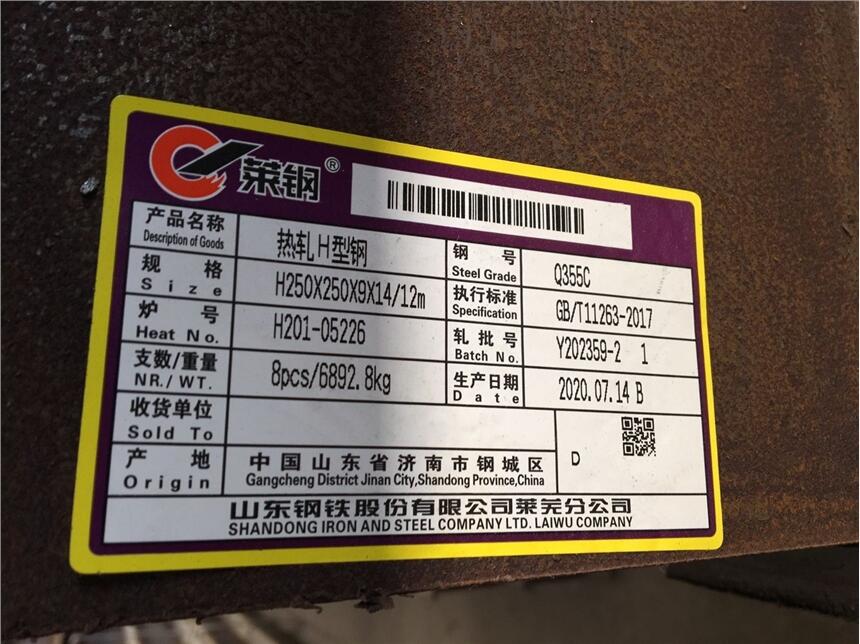 莱钢®
产品名称 热轧H型钢 钢号 Q355C
Description of Goods Steel Grade
规格 H250X250X9X14/12m 执行标准 GB/T11263-2017
Size Specification
炉号 H201-05226 轧批号 Y202359-2 1
Heat No. Batch No.
支数/重量 8pcs/6892.8kg 生产日期 2020.07.14 B
NR./WT. Date
收货单位
Sold To
D
产地 中国山东省济南市钢城区
Origin Gangcheng District Jinan City,Shandong Province,China
山东钢铁股份有限公司莱芜分公司
SHANDONG IRON AND STEEL COMPANY LTD. LAIWU COMPANY